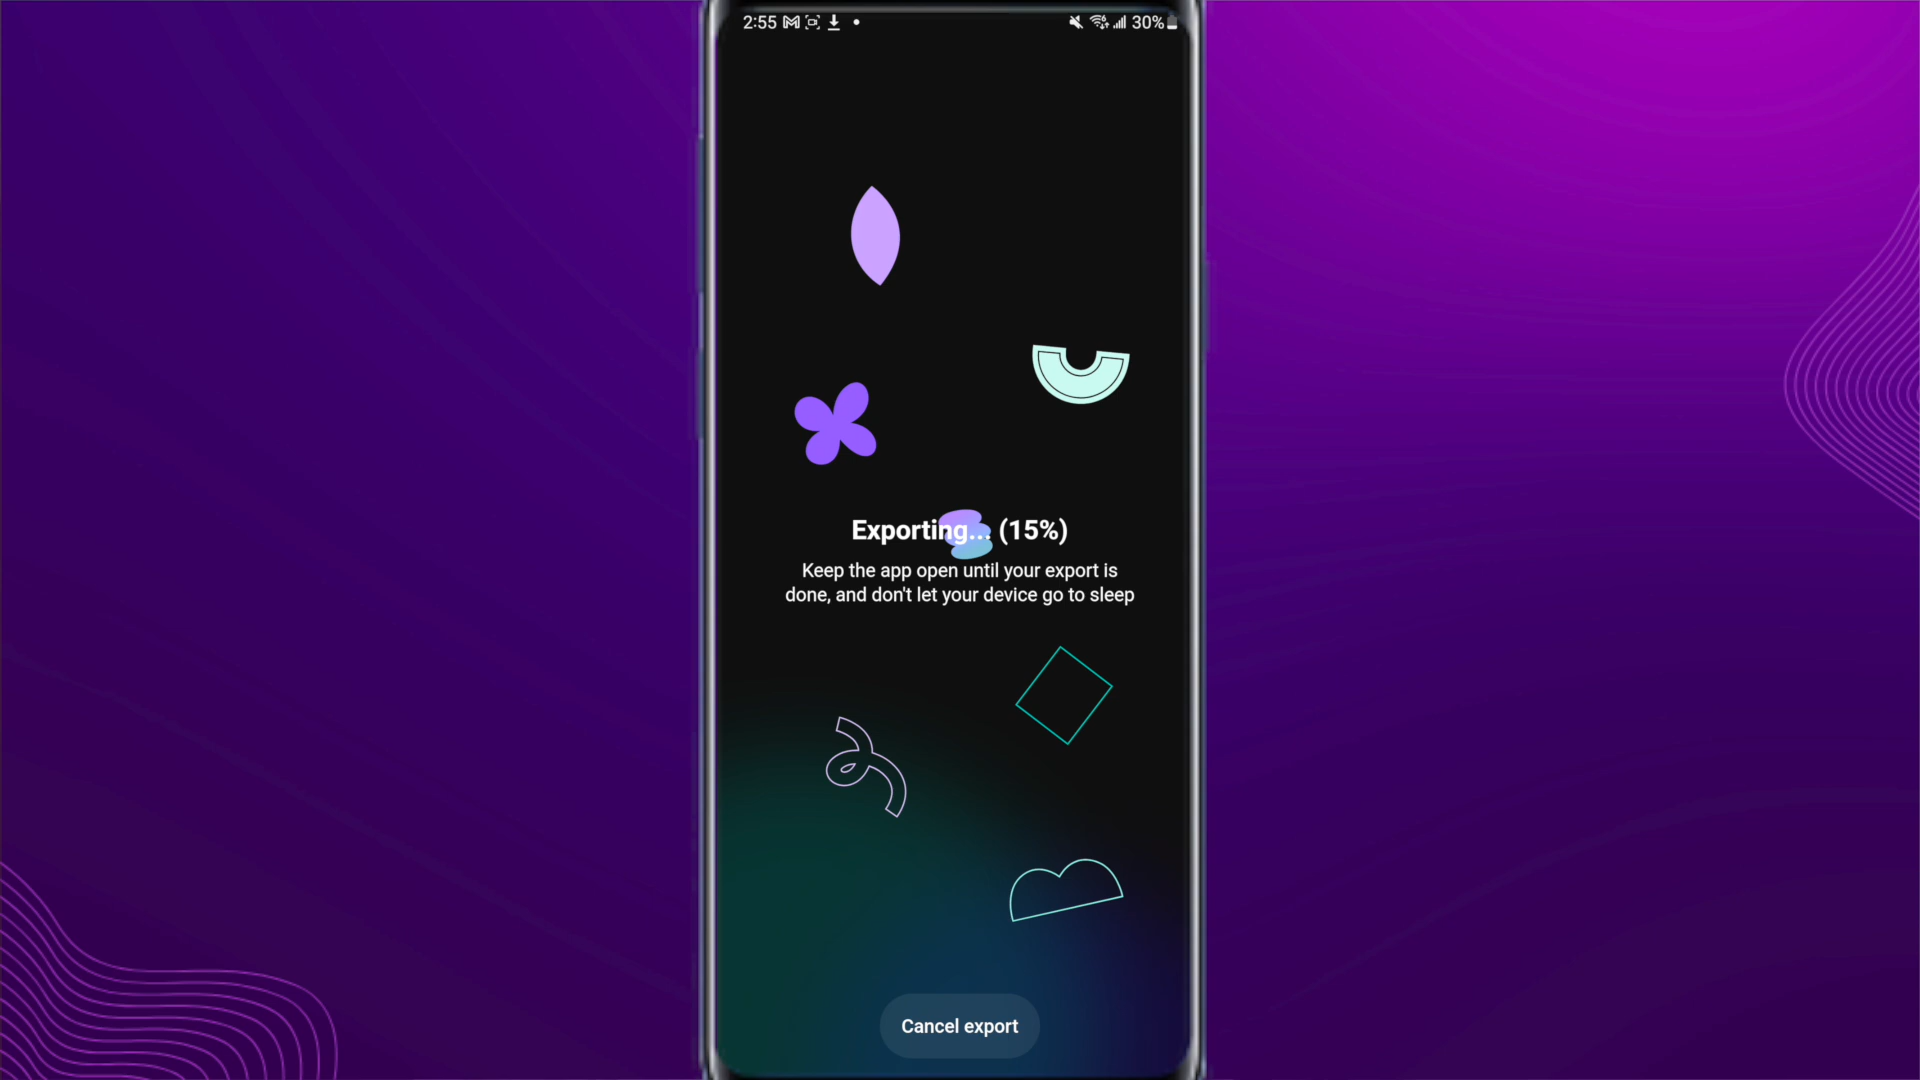 2:55 30%
Exporting... (15%)
Keep the app open until your export is
done, and don't let your device go to sleep
Cancel export